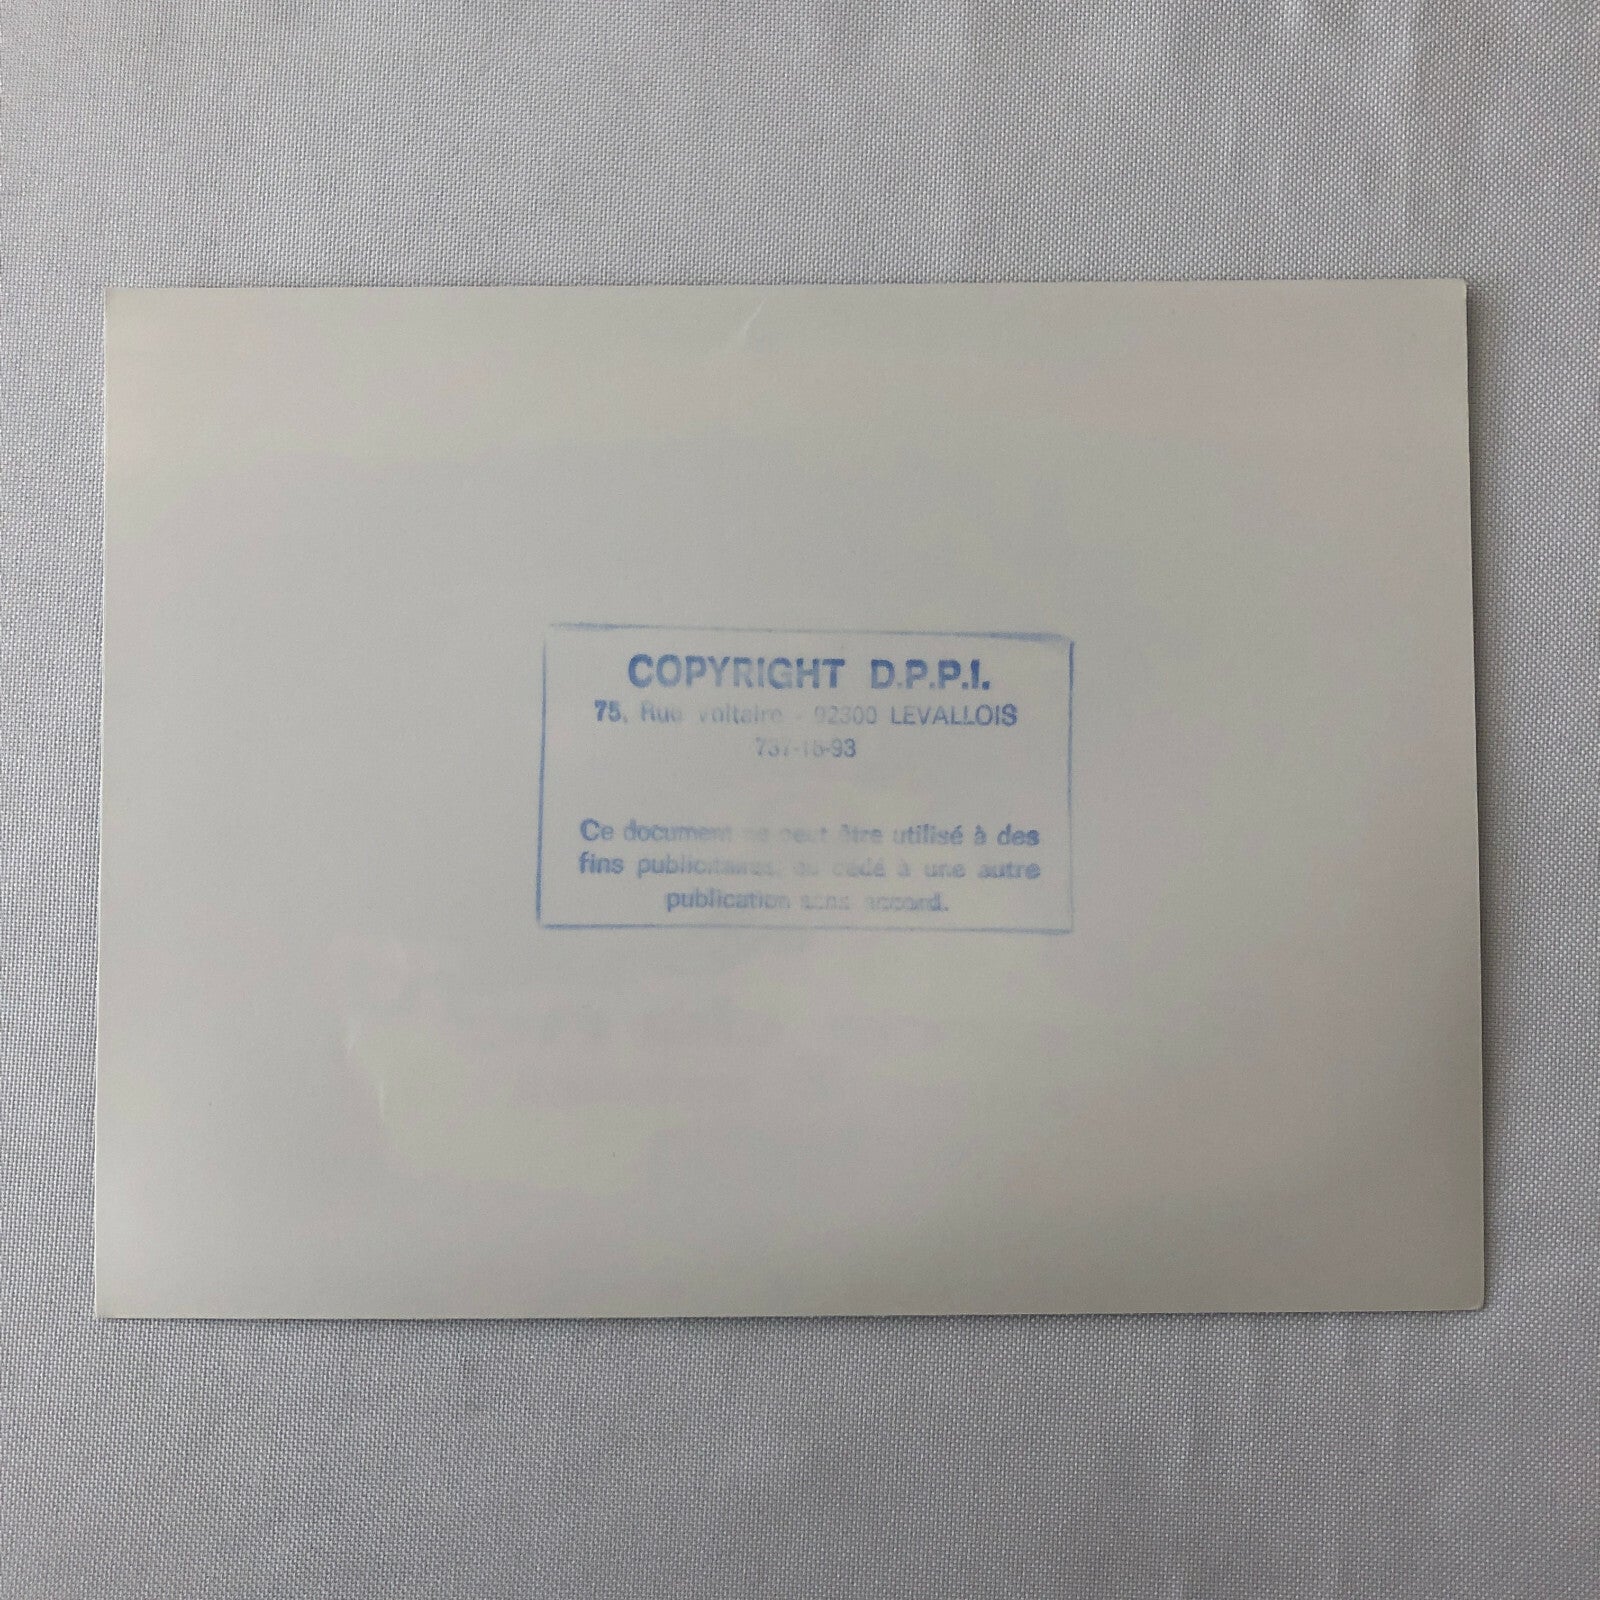 COPYRIGHT D.P.P.I.
75, Rue voltaire - 92300 LEVALLOIS
737-15-93
Ce document ne peut être utilisé à des
fins publicitaires, ou cédé à une autre
publication sans accord.